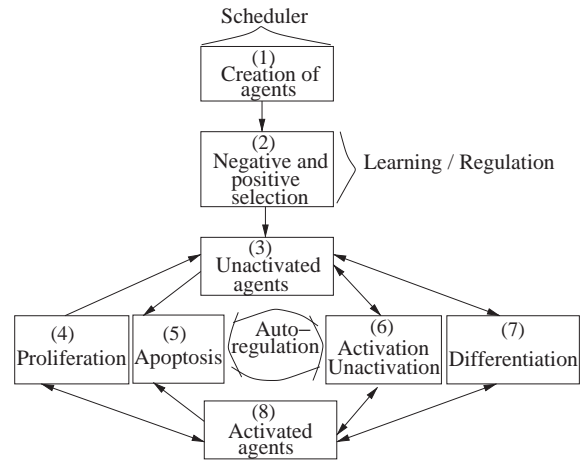 Scheduler
(1)
Creation of
agents
(2)
Negative and
positive
selection
Learning / Regulation
(3)
Unactivated
agents
(4)
Proliferation
(5)
Apoptosis
Auto-
regulation
(6)
Activation
Unactivation
(7)
Differentiation
(8)
Activated
agents